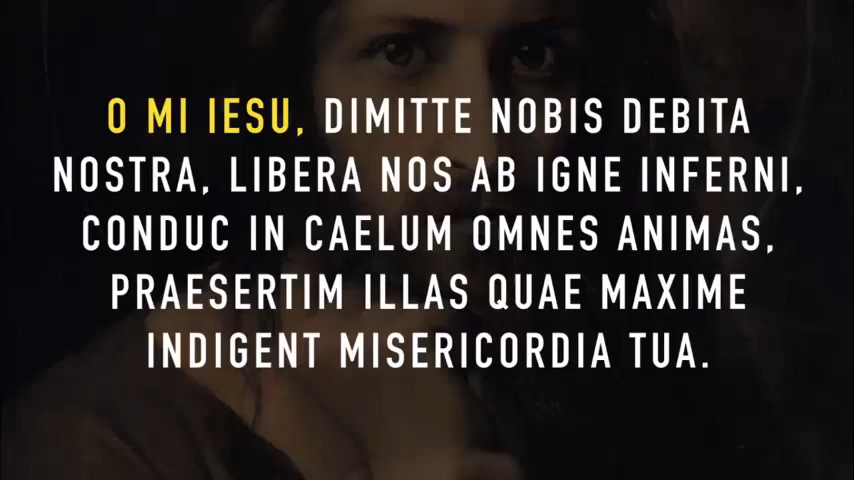 O MI IESU, DIMITTE NOBIS DEBITA
NOSTRA, LIBERA NOS AB IGNE INFERNI,
CONDUC IN CAELUM OMNES ANIMAS,
PRAESERTIM ILLAS QUAE MAXIME
INDIGENT MISERICORDIA TUA.